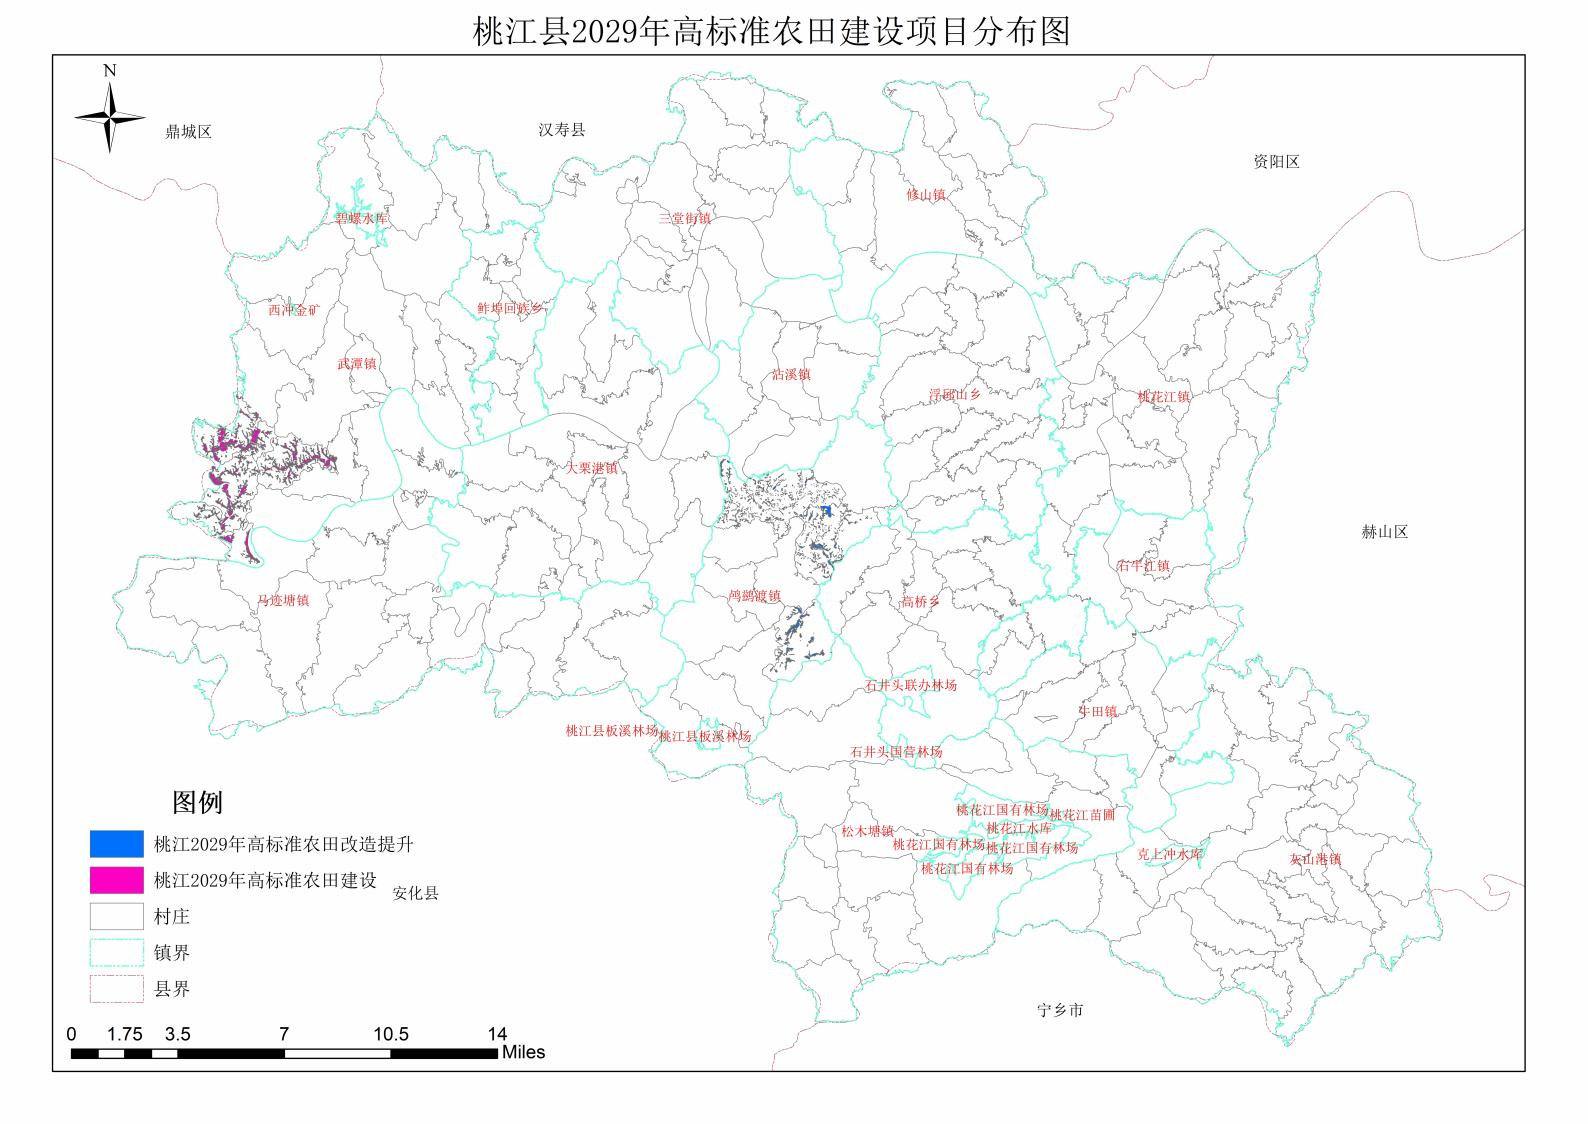 桃江县2029年高标准农田建设项目分布图
N
鼎城区
汉寿县
资阳区
修山镇
碧螺水库
三堂街镇
西冲金矿
鲊埠回族乡
武潭镇
沾溪镇
浮邱山乡
桃花江镇
大栗港镇
赫山区
石牛江镇
马迹塘镇
鸬鹚渡镇
高桥乡
石井头联办林场
牛田镇
桃江县板溪林场
桃江县板溪林场
石井头国营林场
桃花江国有林场
桃花江苗圃
松木塘镇
桃花江水库
桃花江国有林场
桃花江国有林场
克上冲水库
灰山港镇
桃花江国有林场
安化县
宁乡市
图例
桃江2029年高标准农田改造提升
桃江2029年高标准农田建设
村庄
镇界
县界
0 1.75 3.5 7 10.5 14
Miles